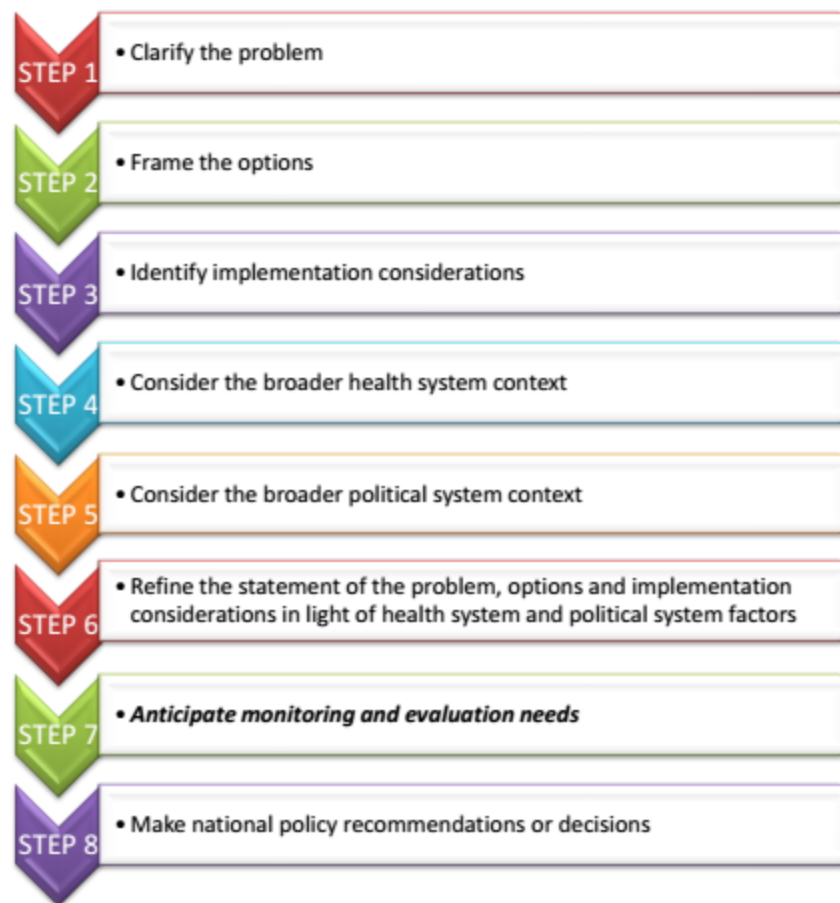 STEP 1
• Clarify the problem
STEP 2
• Frame the options
STEP 3
• Identify implementation considerations
STEP 4
• Consider the broader health system context
STEP 5
• Consider the broader political system context
STEP 6
• Refine the statement of the problem, options and implementation
considerations in light of health system and political system factors
STEP 7
• Anticipate monitoring and evaluation needs
STEP 8
• Make national policy recommendations or decisions